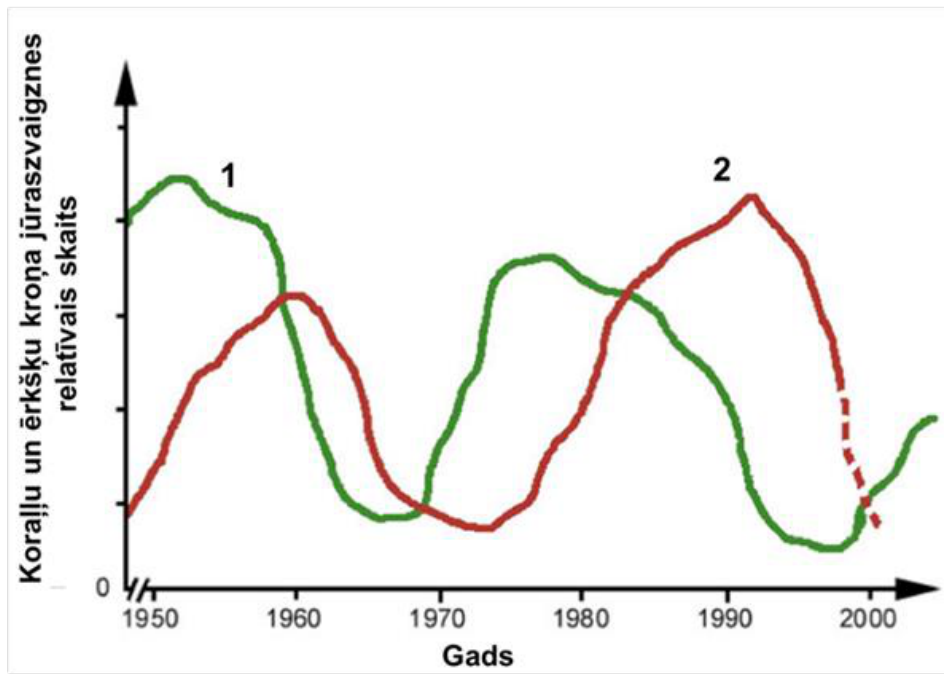 Koraļļu un ērkšķu kroņa jūraszvaigznes
relatīvais skaits
1
2
0
1950 1960 1970 1980 1990 2000
Gads